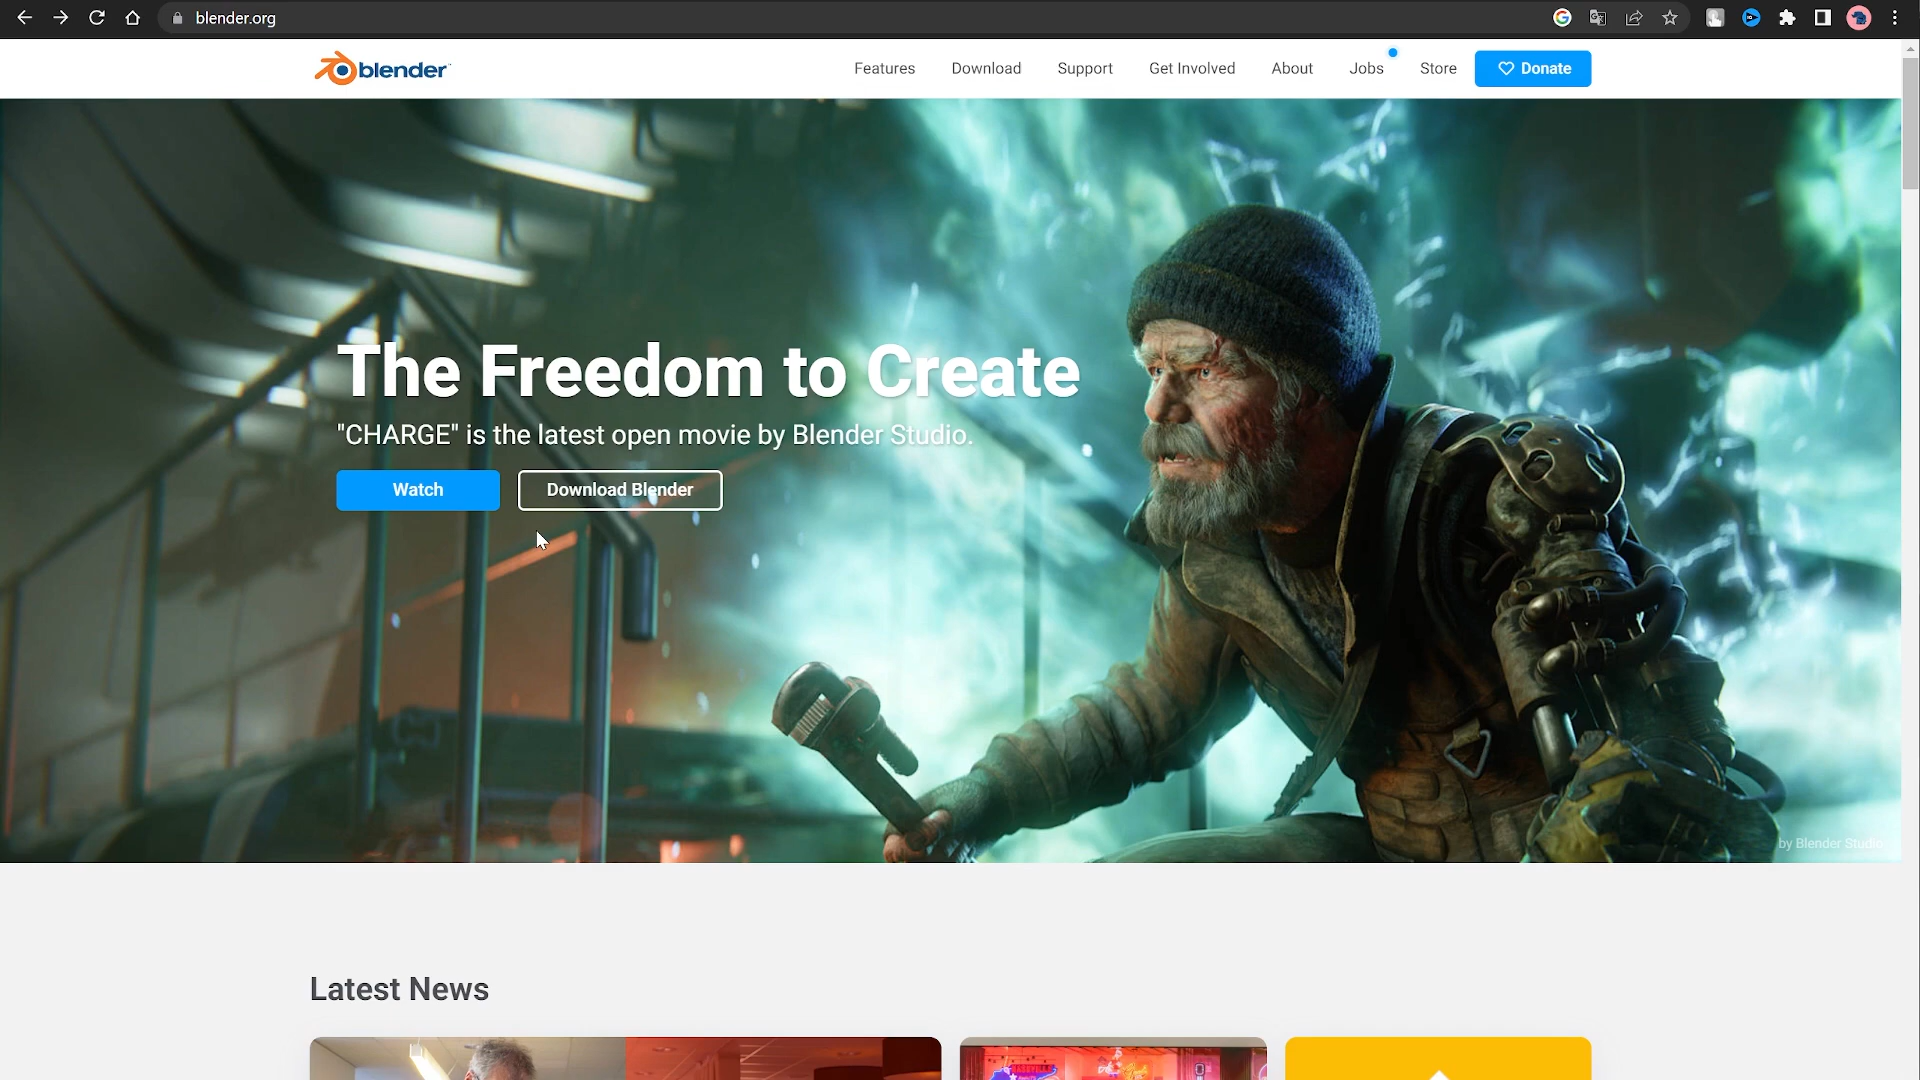 blender.org
blender
Features
Download
Support
Get Involved
About
Jobs
Store
Donate
The Freedom to Create
"CHARGE" is the latest open movie by Blender Studio.
Watch
Download Blender
by Blender Studio
Latest News